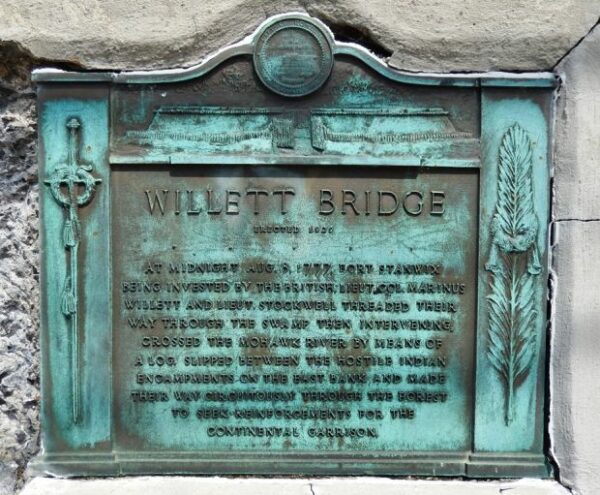 WILLETT BRIDGE
ERECTED
AT MIDNIGHT, AUG. 8, 1777, FORT STANWIX
BEING INVESTED BY THE BRITISH, LIEUT. COL. MARINUS
WILLETT AND LIEUT. STOCKWELL THREADED THEIR
WAY THROUGH THE SWAMP THEN INTERVENING,
CROSSED THE MOHAWK RIVER BY MEANS OF
A LOG, SLIPPED BETWEEN THE HOSTILE INDIAN
ENCAMPMENTS ON THE EAST BANK AND MADE
THEIR WAY CIRCUITOUSLY THROUGH THE FOREST
TO SEEK REINFORCEMENTS FOR THE
CONTINENTAL GARRISON.